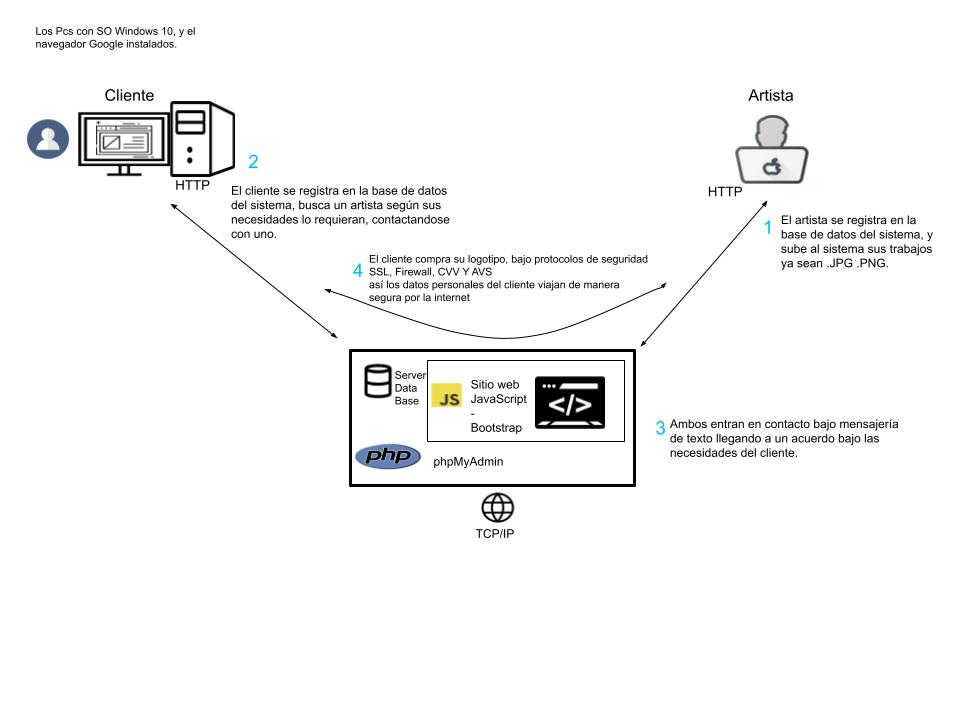 Los Pcs con SO Windows 10, y el
navegador Google instalados.
Cliente
Artista
HTTP
2
El cliente se registra en la base de datos
del sistema, busca un artista según sus
necesidades lo requieran, contactandose
con uno.
HTTP
1
El artista se registra en la
base de datos del sistema, y
sube al sistema sus trabajos
ya sean .JPG .PNG.
4
El cliente compra su logotipo, bajo protocolos de seguridad
SSL, Firewall, CVV Y AVS
así los datos personales del cliente viajan de manera
segura por la internet
Server
Data
Base
JS
Sitio web
JavaScript
-
Bootstrap
</>
php
phpMyAdmin
3
Ambos entran en contacto bajo mensajería
de texto llegando a un acuerdo bajo las
necesidades del cliente.
TCP/IP